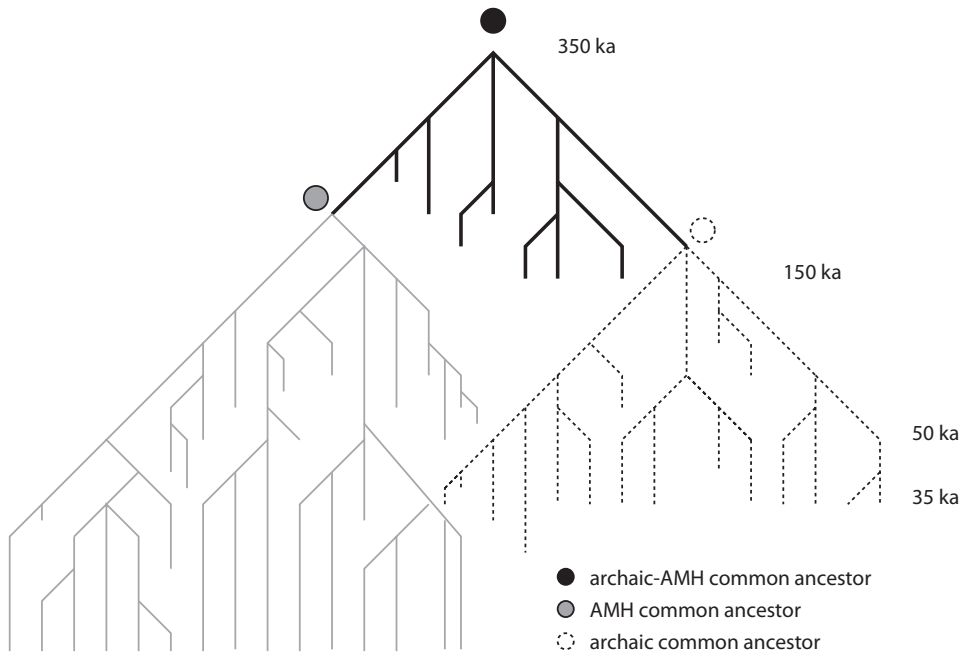 350 ka
150 ka
50 ka
35 ka
archaic-AMH common ancestor
AMH common ancestor
archaic common ancestor